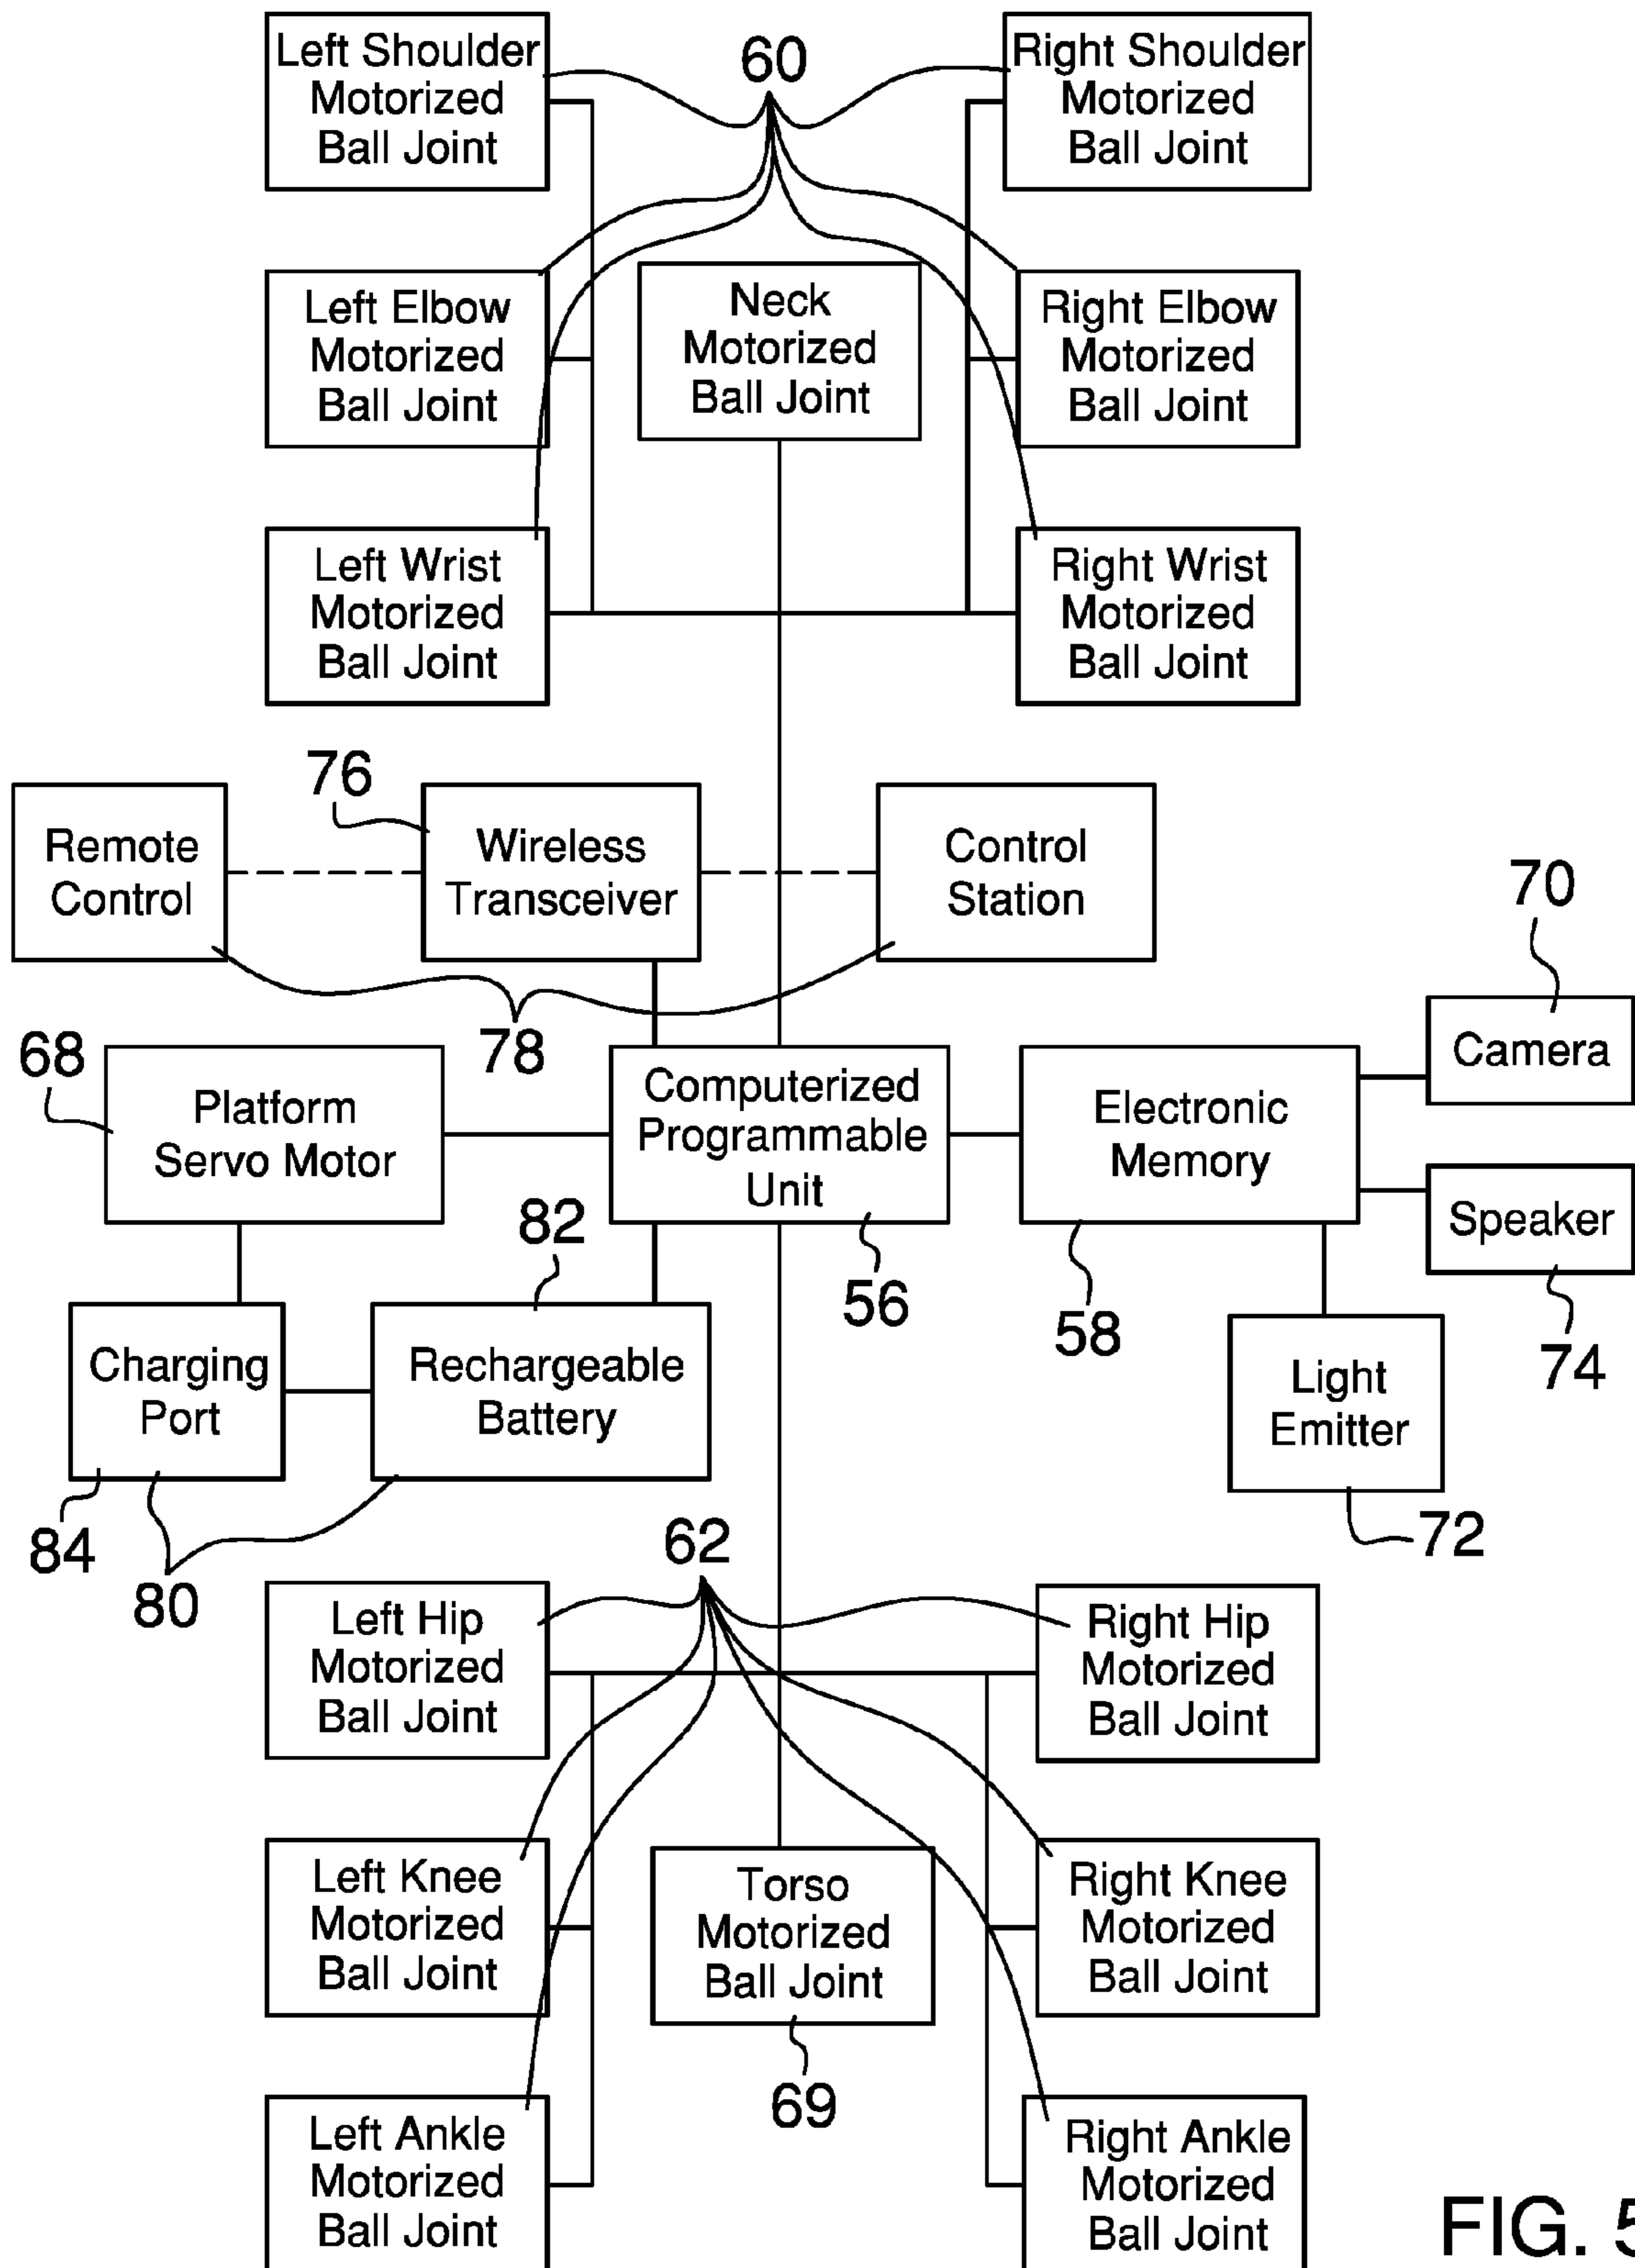 Left Shoulder
Motorized
Ball Joint
60
Right Shoulder
Motorized
Ball Joint
Left Elbow
Motorized
Ball Joint
Neck
Motorized
Ball Joint
Right Elbow
Motorized
Ball Joint
Left Wrist
Motorized
Ball Joint
Right Wrist
Motorized
Ball Joint
76
Remote
Control
Wireless
Transceiver
Control
Station
70
78
68
Platform
Servo Motor
Computerized
Programmable
Unit
Electronic
Memory
Camera
Speaker
82
56
58
74
Charging
Port
Rechargeable
Battery
Light
Emitter
84
80
72
62
Left Hip
Motorized
Ball Joint
Right Hip
Motorized
Ball Joint
Left Knee
Motorized
Ball Joint
Torso
Motorized
Ball Joint
Right Knee
Motorized
Ball Joint
69
Left Ankle
Motorized
Ball Joint
Right Ankle
Motorized
Ball Joint
FIG. 5